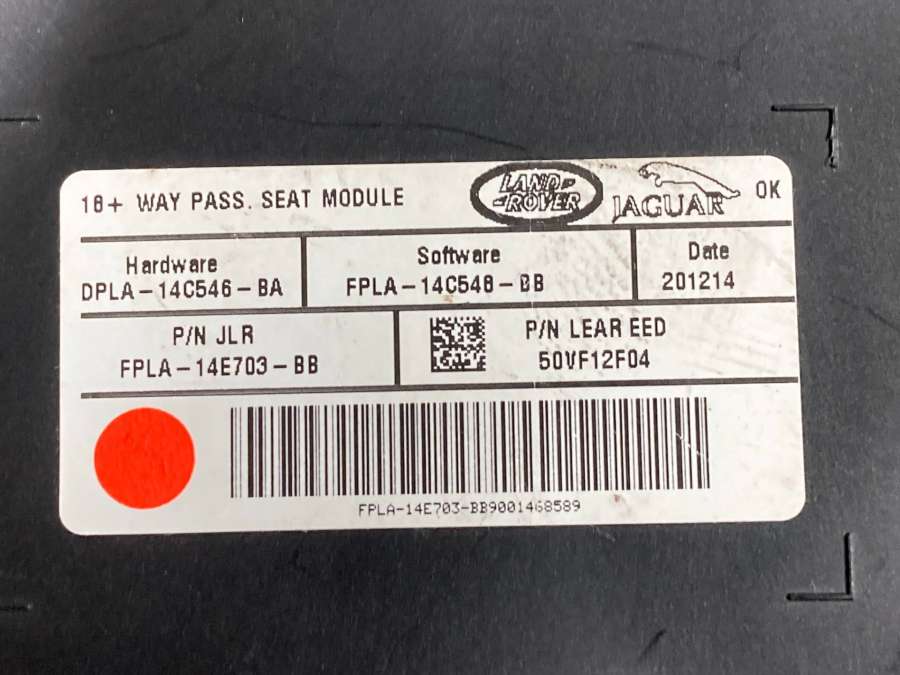 18+ WAY PASS. SEAT MODULE
LAND-
-ROVER
JAGUAR
OK
Hardware
DPLA-14C546-BA
Software
FPLA-14C548-BB
Date
201214
P/N JLR
FPLA-14E703-BB
P/N LEAR EED
50VF12F04
FPLA-14E703-BB9001468589